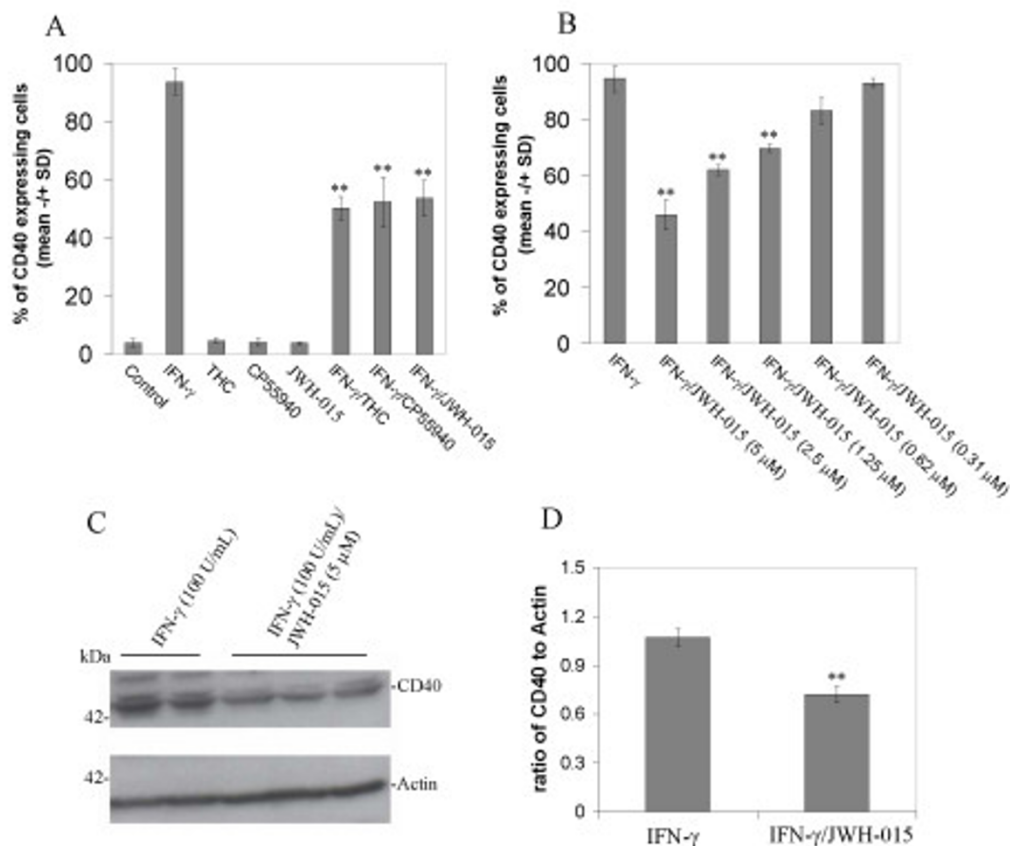 A
% of CD40 expressing cells
(mean -/+ SD)
100
80
60
40
20
0
**
**
**
Control
IFN-γ
THC
CP55940
JWH-015
IFN-γ/THC
IFN-γ/CP55940
IFN-γ/JWH-015
B
% of CD40 expressing cells
(mean -/+ SD)
100
80
60
40
20
0
**
**
**
IFN-γ
IFN-γ/JWH-015 (5 μM)
IFN-γ/JWH-015 (2.5 μM)
IFN-γ/JWH-015 (1.25 μM)
IFN-γ/JWH-015 (0.62 μM)
IFN-γ/JWH-015 (0.31 μM)
C
IFN-γ (100 U/mL)
IFN-γ (100 U/mL)/
JWH-015 (5 μM)
kDa
42-
-CD40
42-
-Actin
D
ratio of CD40 to Actin
1.5
1.2
0.9
0.6
0.3
0
**
IFN-γ
IFN-γ/JWH-015